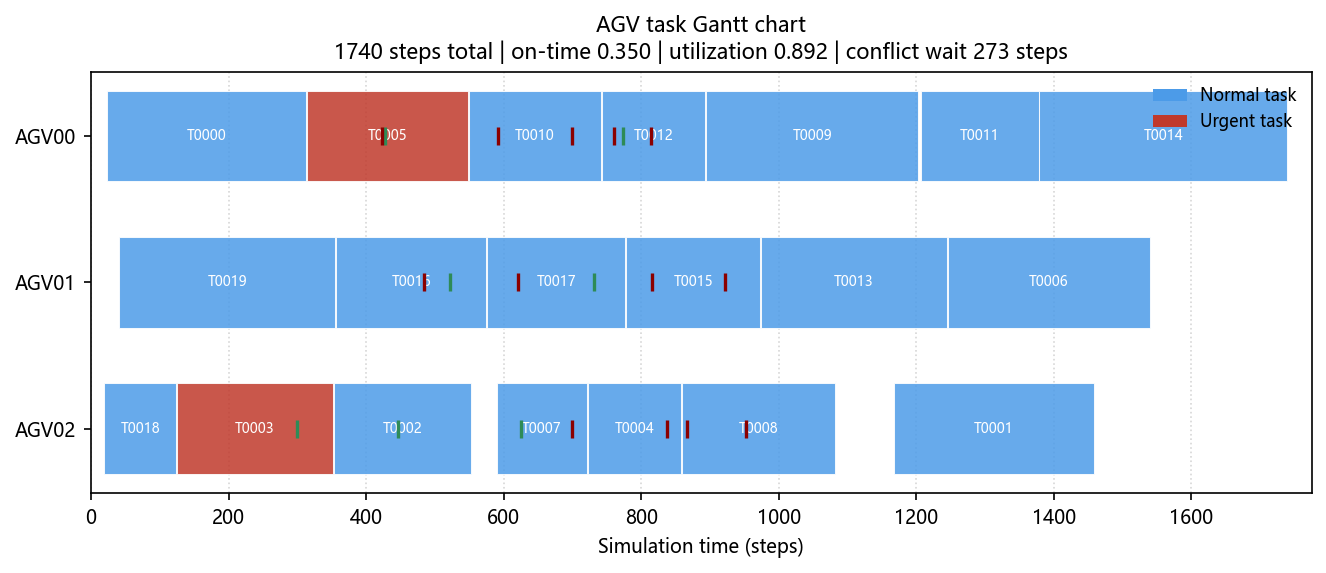 AGV task Gantt chart
1740 steps total | on-time 0.350 | utilization 0.892 | conflict wait 273 steps
Normal task
Urgent task
AGV00
T0000
T0005
T0010
T0012
T0009
T0011
T0014
AGV01
T0019
T0016
T0017
T0015
T0013
T0006
AGV02
T0018
T0003
T0002
T0007
T0004
T0008
T0001
0 200 400 600 800 1000 1200 1400 1600
Simulation time (steps)